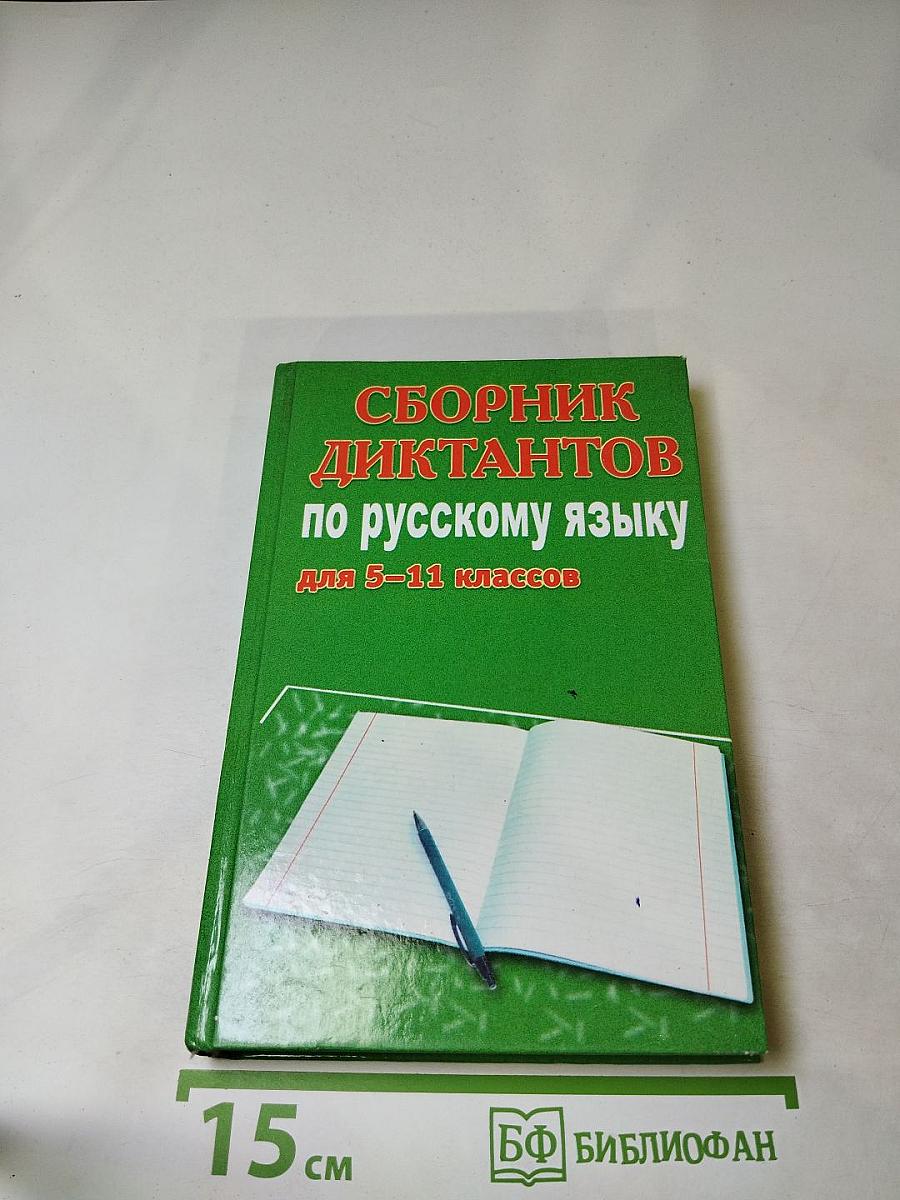 СБОРНИК
ДИКТАНТОВ
по русскому языку
для 5–11 классов
15 см
БФ БИБЛИОФАН